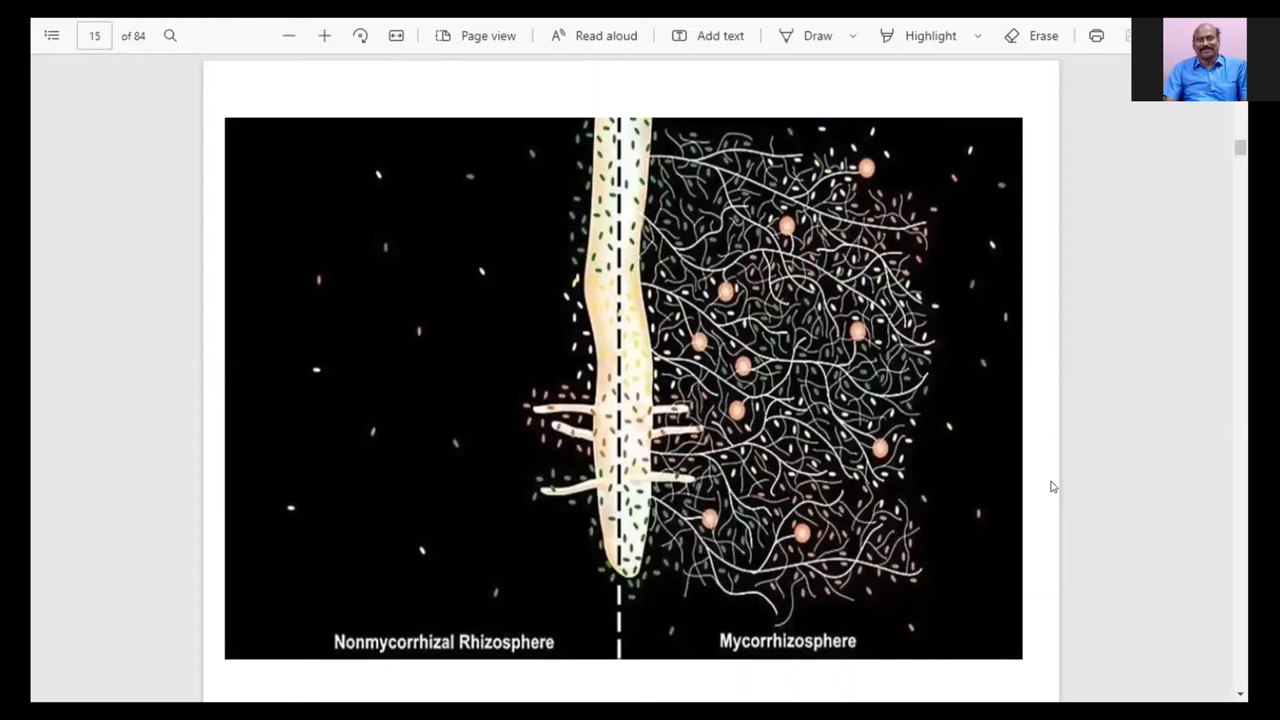 15 of 84 Page view Read aloud Add text Draw Highlight Erase
Nonmycorrhizal Rhizosphere
Mycorrhizosphere